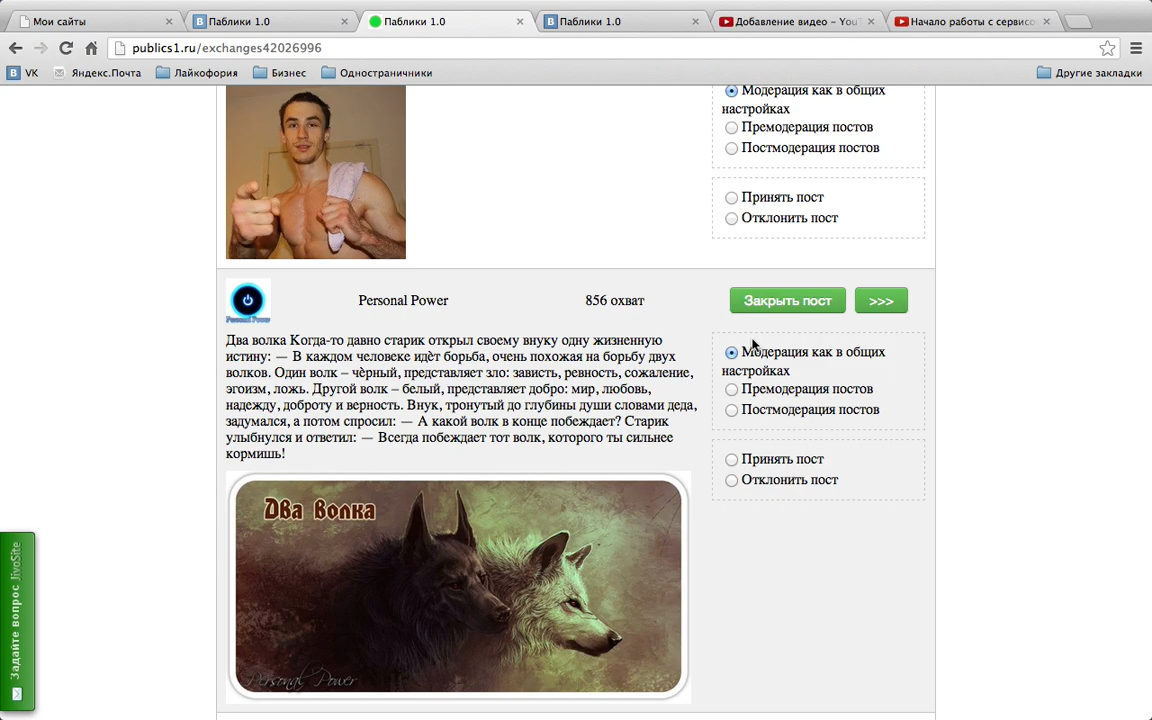 Мои сайты
Паблики 1.0
Паблики 1.0
Паблики 1.0
Добавление видео – You
Начало работы с сервисо
publics1.ru/exchanges42026996
VK
Яндекс.Почта
Лайкофория
Бизнес
Одностраничники
Другие закладки
Модерация как в общих
настройках
Премодерация постов
Постмодерация постов
Принять пост
Отклонить пост
Personal Power
Personal Power
856 охват
Закрыть пост
>>>
Два волка Когда-то давно старик открыл своему внуку одну жизненную
истину: — В каждом человеке идèт борьба, очень похожая на борьбу двух
волков. Один волк – чèрный, представляет зло: зависть, ревность, сожаление,
эгоизм, ложь. Другой волк – белый, представляет добро: мир, любовь,
надежду, доброту и верность. Внук, тронутый до глубины души словами деда,
задумался, а потом спросил: — А какой волк в конце побеждает? Старик
улыбнулся и ответил: — Всегда побеждает тот волк, которого ты сильнее
кормишь!
Модерация как в общих
настройках
Премодерация постов
Постмодерация постов
Принять пост
Отклонить пост
Два волка
Personal Power
Задайте вопрос JivoSite